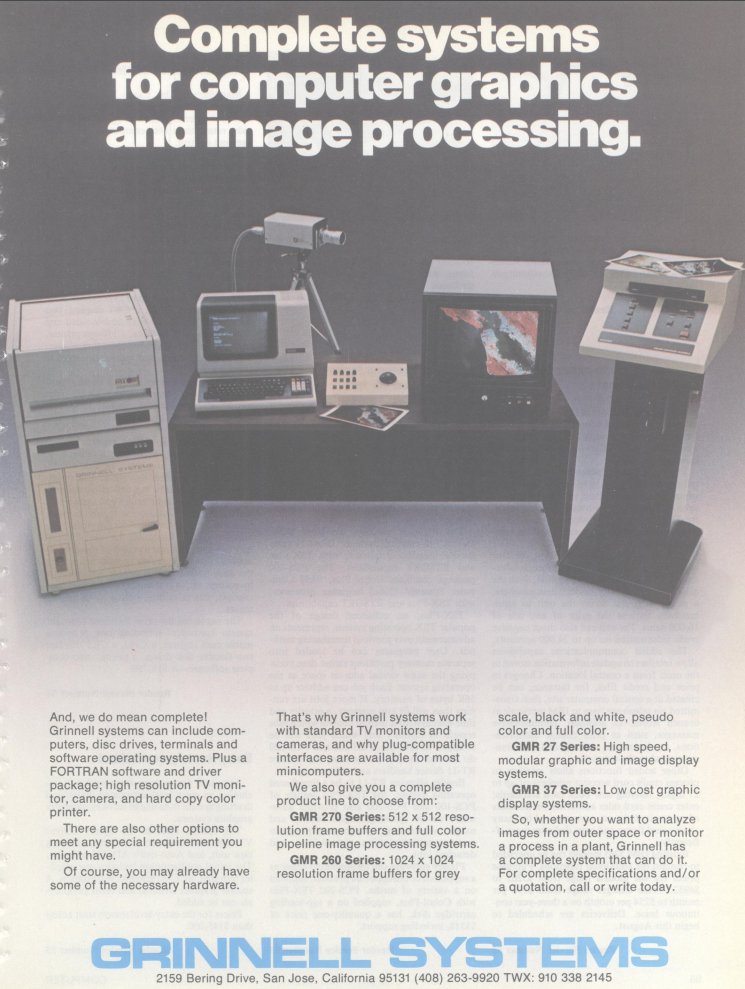 Complete systems
for computer graphics
and image processing.
GRINNELL SYSTEMS
And, we do mean complete!
Grinnell systems can include com-
puters, disc drives, terminals and
software operating systems. Plus a
FORTRAN software and driver
package; high resolution TV moni-
tor, camera, and hard copy color
printer.
There are also other options to
meet any special requirement you
might have.
Of course, you may already have
some of the necessary hardware.
That's why Grinnell systems work
with standard TV monitors and
cameras, and why plug-compatible
interfaces are available for most
minicomputers.
We also give you a complete
product line to choose from:
GMR 270 Series: 512 x 512 reso-
lution frame buffers and full color
pipeline image processing systems.
GMR 260 Series: 1024 x 1024
resolution frame buffers for grey
scale, black and white, pseudo
color and full color.
GMR 27 Series: High speed,
modular graphic and image display
systems.
GMR 37 Series: Low cost graphic
display systems.
So, whether you want to analyze
images from outer space or monitor
a process in a plant, Grinnell has
a complete system that can do it.
For complete specifications and/or
a quotation, call or write today.
GRINNELL SYSTEMS
2159 Bering Drive, San Jose, California 95131 (408) 263-9920 TWX: 910 338 2145